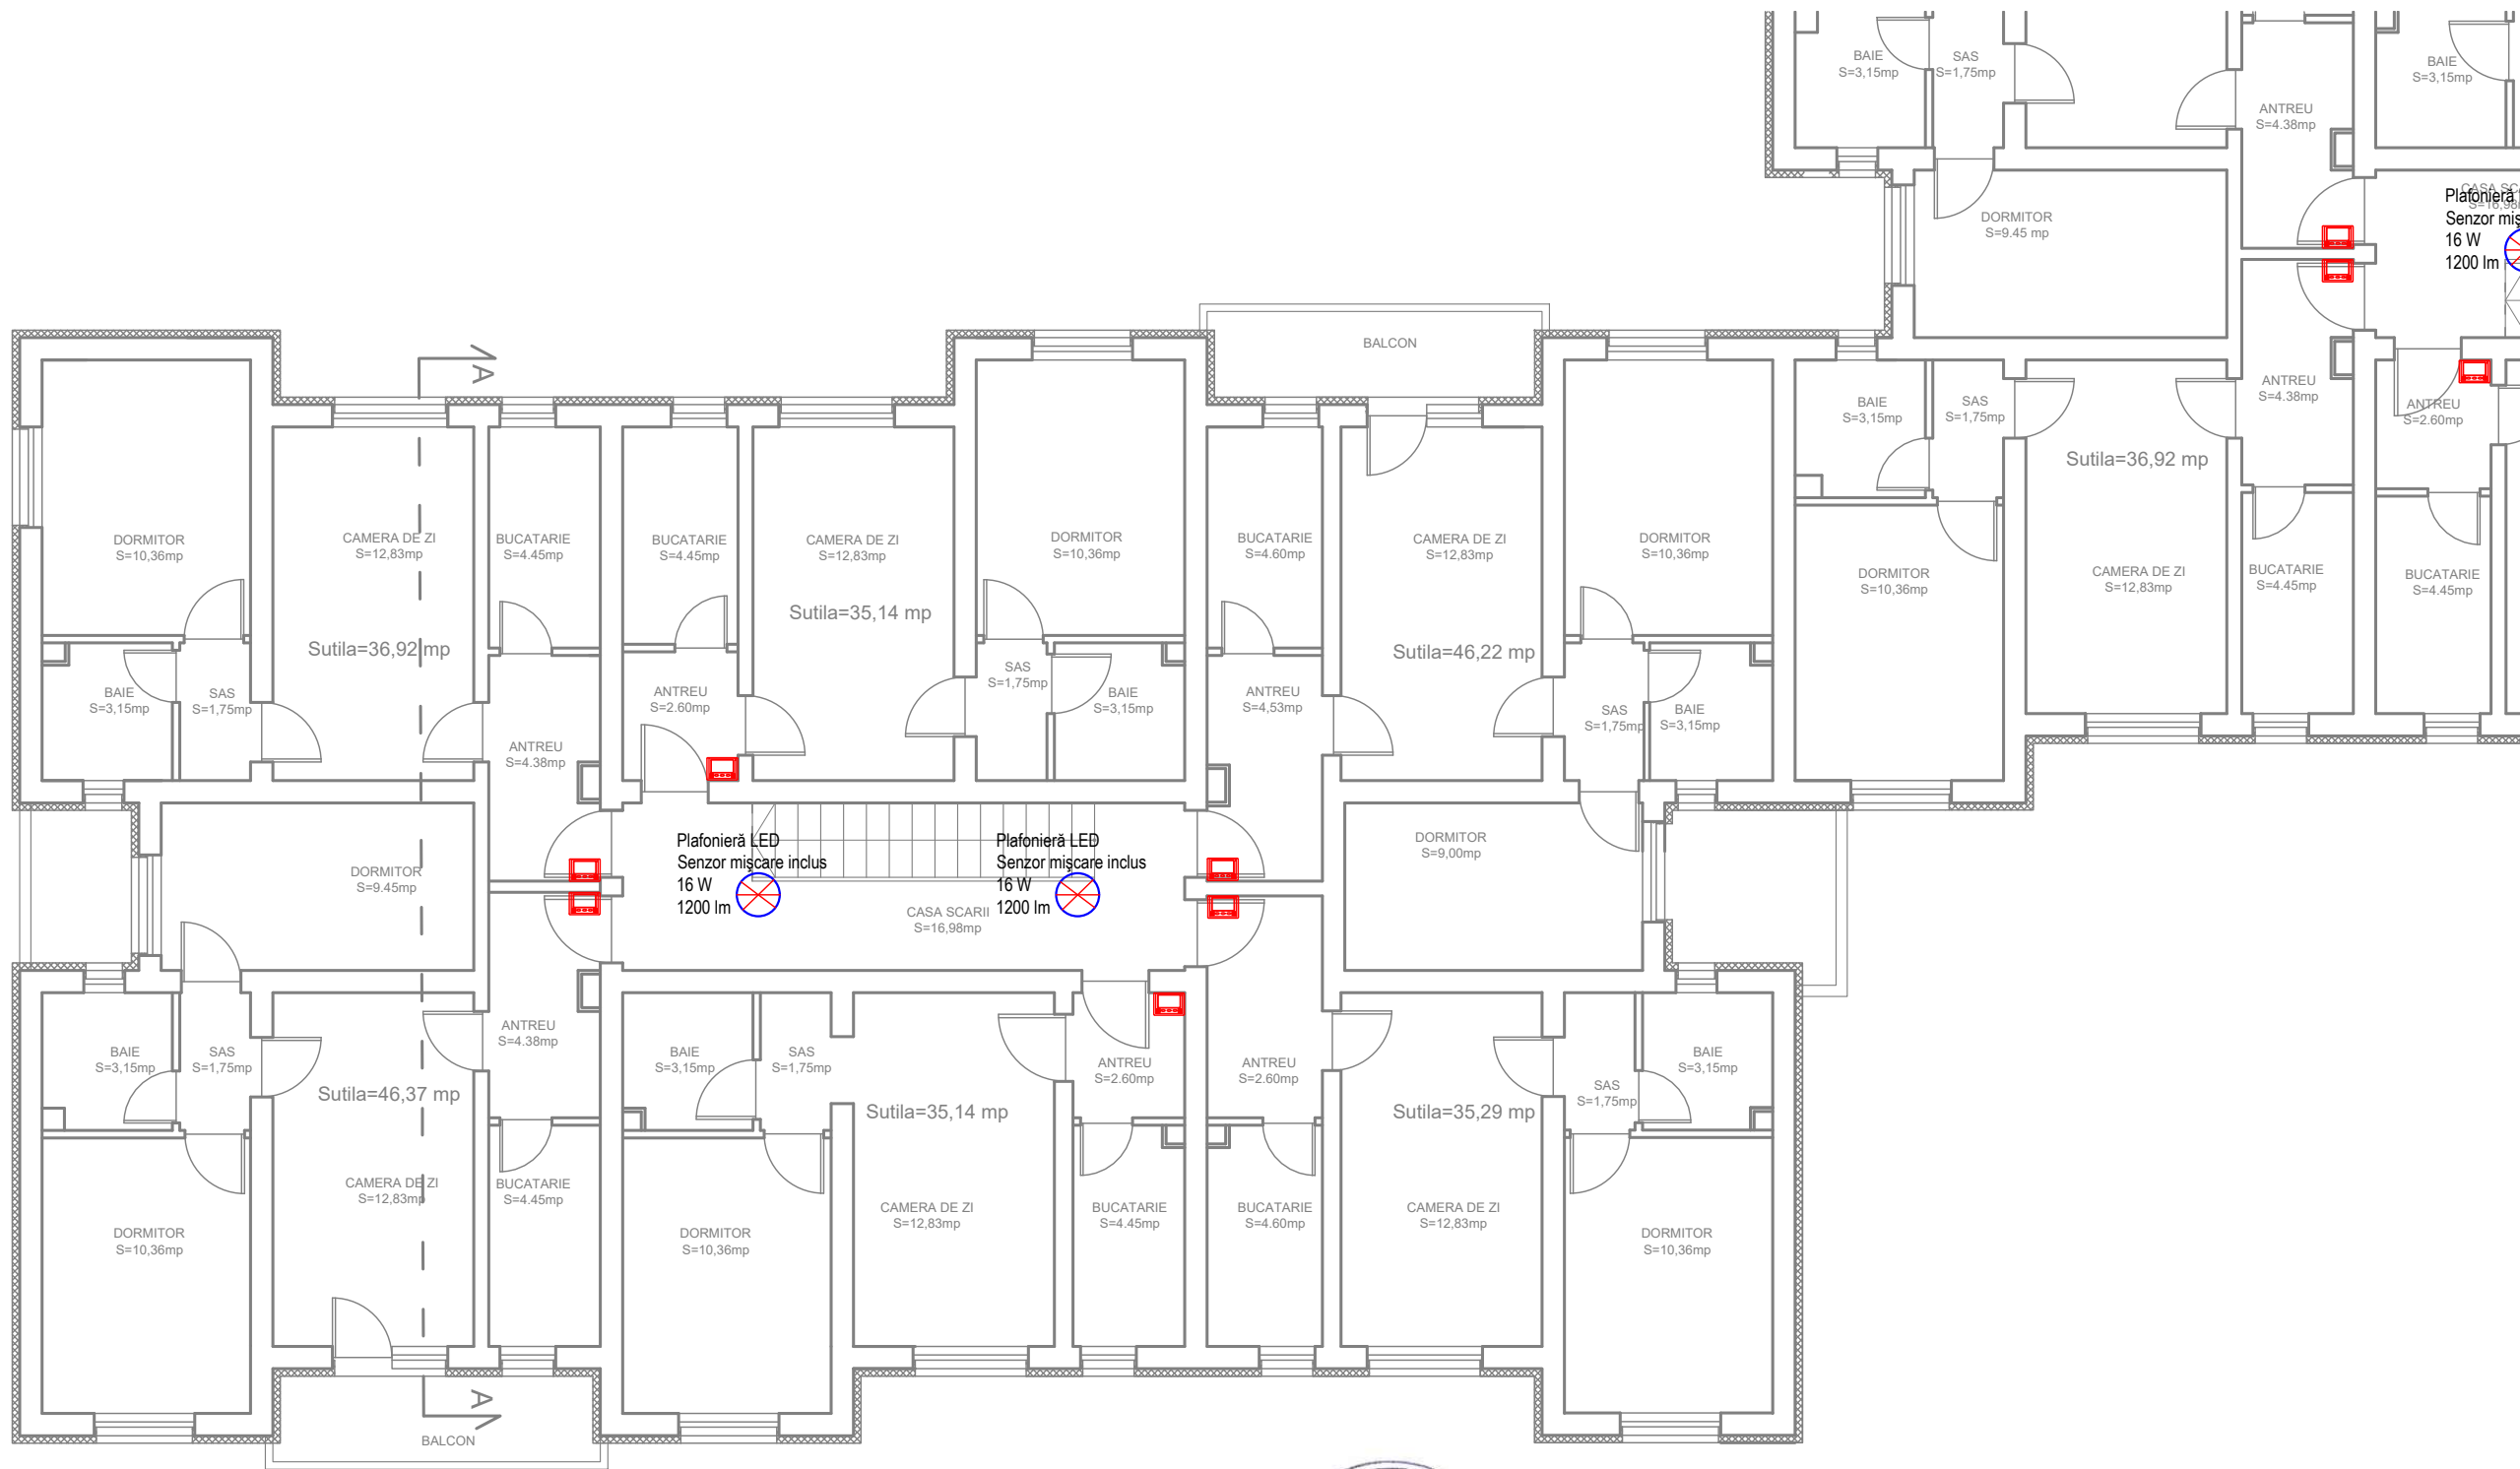 BAIE
S=3,15mp
SAS
S=1,75mp
ANTREU
S=4.38mp
BAIE
S=3,15mp
DORMITOR
S=9.45 mp
Plafonieră
Senzor miș
16 W
1200 lm
BALCON
A
BAIE
S=3,15mp
SAS
S=1,75mp
ANTREU
S=4.38mp
ANTREU
S=2.60mp
Sutila=36,92 mp
DORMITOR
S=10,36mp
CAMERA DE ZI
S=12,83mp
BUCATARIE
S=4.45mp
BUCATARIE
S=4.45mp
CAMERA DE ZI
S=12,83mp
DORMITOR
S=10,36mp
BUCATARIE
S=4.60mp
CAMERA DE ZI
S=12,83mp
DORMITOR
S=10,36mp
DORMITOR
S=10,36mp
CAMERA DE ZI
S=12,83mp
BUCATARIE
S=4.45mp
BUCATARIE
S=4.45mp
Sutila=36,92 mp
Sutila=35,14 mp
Sutila=46,22 mp
BAIE
S=3,15mp
SAS
S=1,75mp
ANTREU
S=4.38mp
ANTREU
S=2.60mp
SAS
S=1,75mp
BAIE
S=3,15mp
ANTREU
S=4,53mp
SAS
S=1,75mp
BAIE
S=3,15mp
DORMITOR
S=9.45mp
Plafonieră LED
Senzor mișcare inclus
16 W
1200 lm
Plafonieră LED
Senzor mișcare inclus
16 W
1200 lm
CASA SCARII
S=16,98mp
DORMITOR
S=9,00mp
BAIE
S=3,15mp
SAS
S=1,75mp
ANTREU
S=4.38mp
BAIE
S=3,15mp
SAS
S=1,75mp
ANTREU
S=2.60mp
ANTREU
S=2.60mp
SAS
S=1,75mp
BAIE
S=3,15mp
Sutila=46,37 mp
Sutila=35,14 mp
Sutila=35,29 mp
DORMITOR
S=10,36mp
CAMERA DE ZI
S=12,83mp
BUCATARIE
S=4.45mp
DORMITOR
S=10,36mp
CAMERA DE ZI
S=12,83mp
BUCATARIE
S=4.45mp
BUCATARIE
S=4.60mp
CAMERA DE ZI
S=12,83mp
DORMITOR
S=10,36mp
A
BALCON